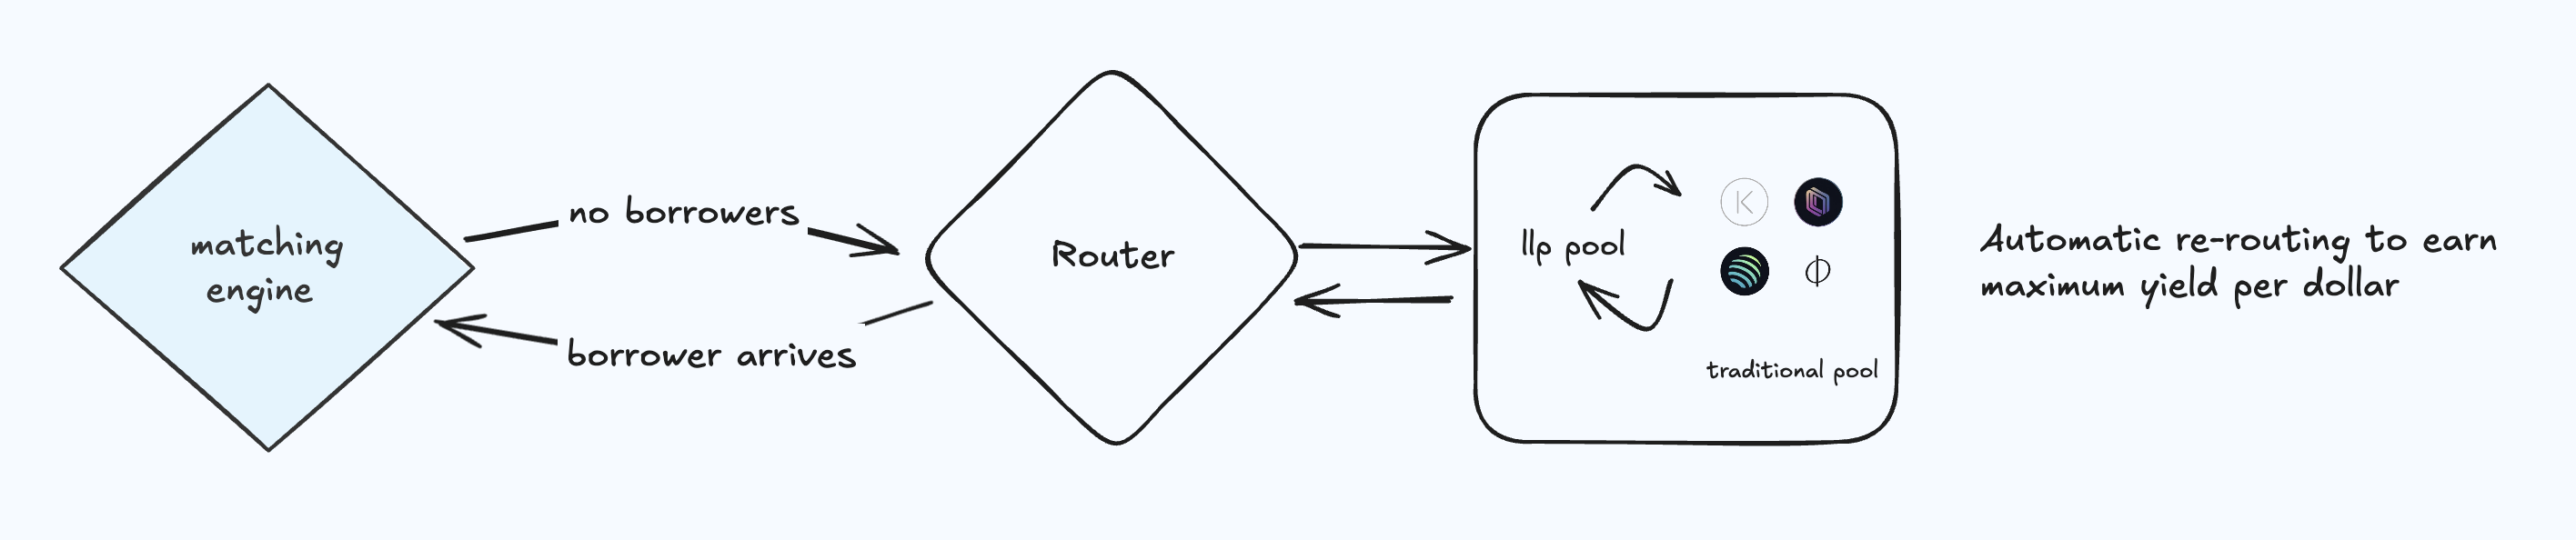 matching
engine
no borrowers
borrower arrives
Router
llp pool
traditional pool
Automatic re-routing to earn
maximum yield per dollar